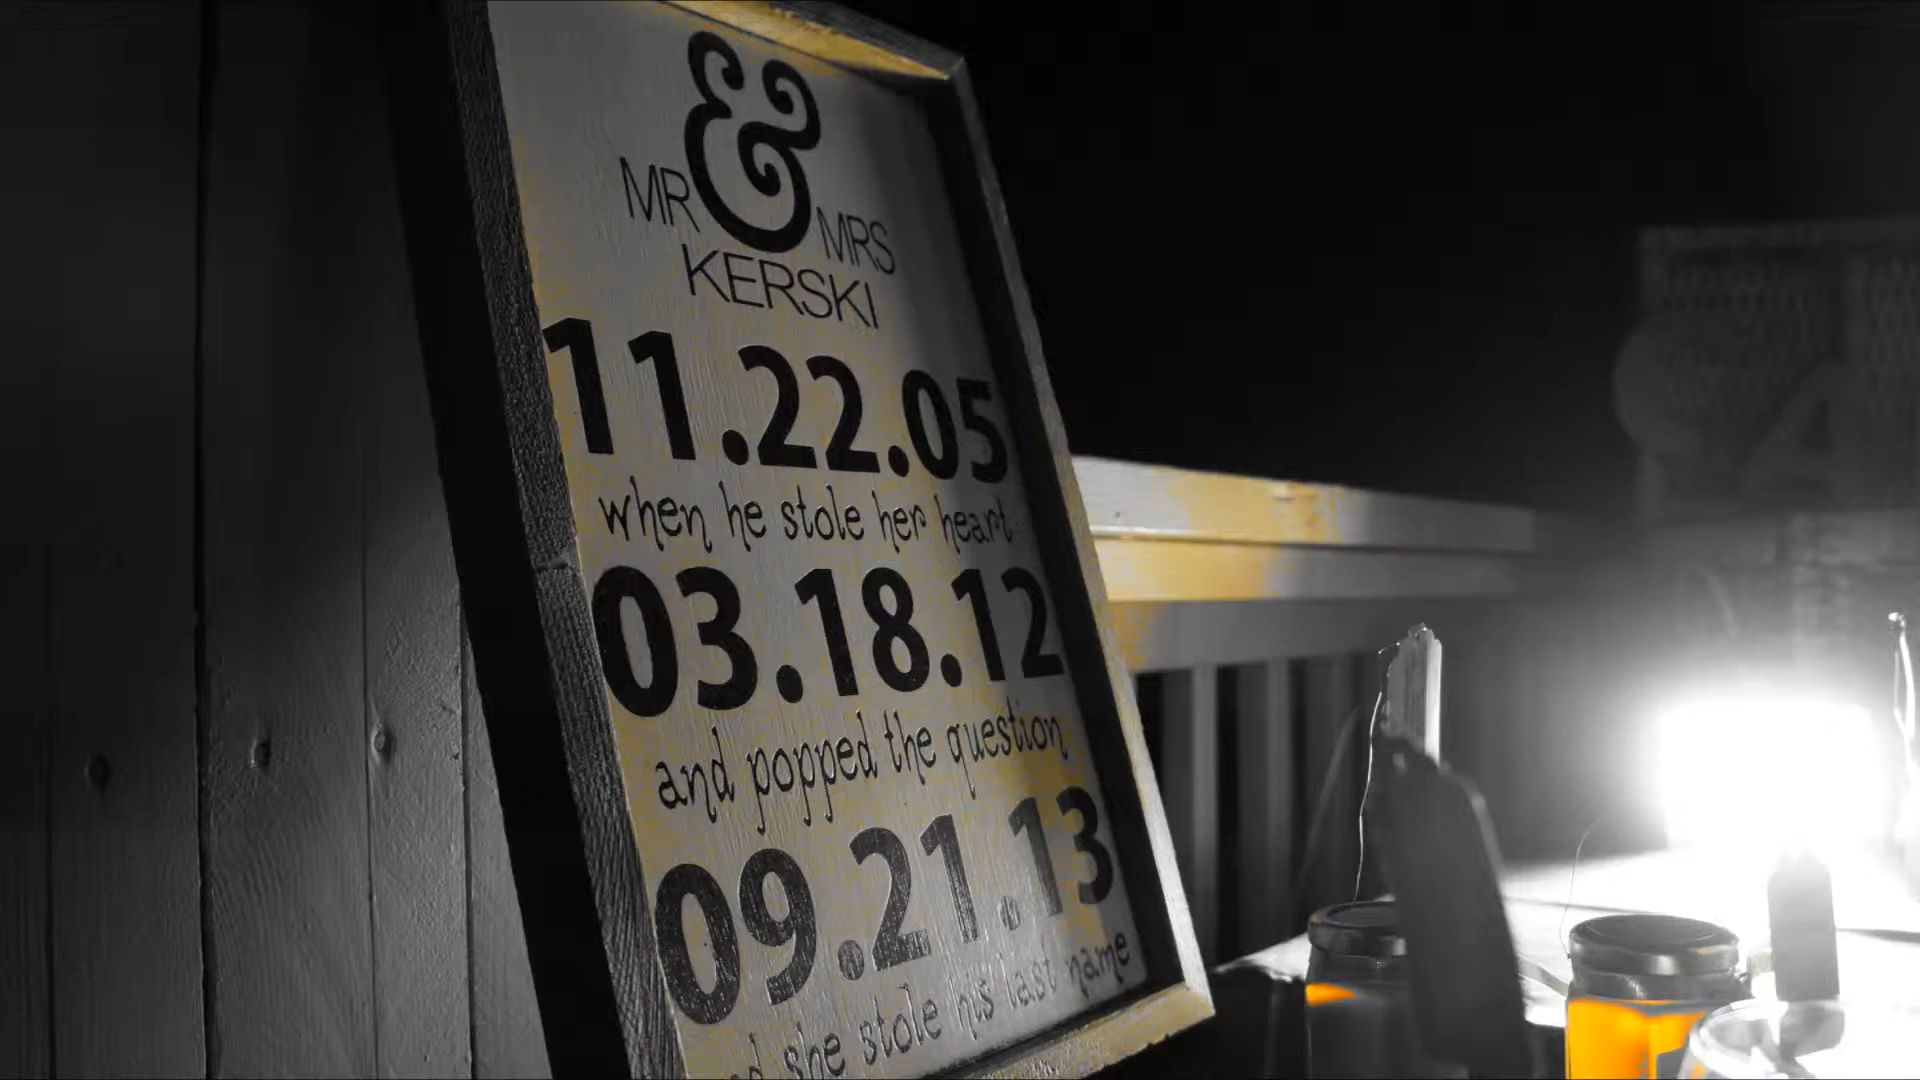 MR & MRS
KERSKI
11.22.05
when he stole her heart
03.18.12
and popped the question
09.21.13
she stole his last name